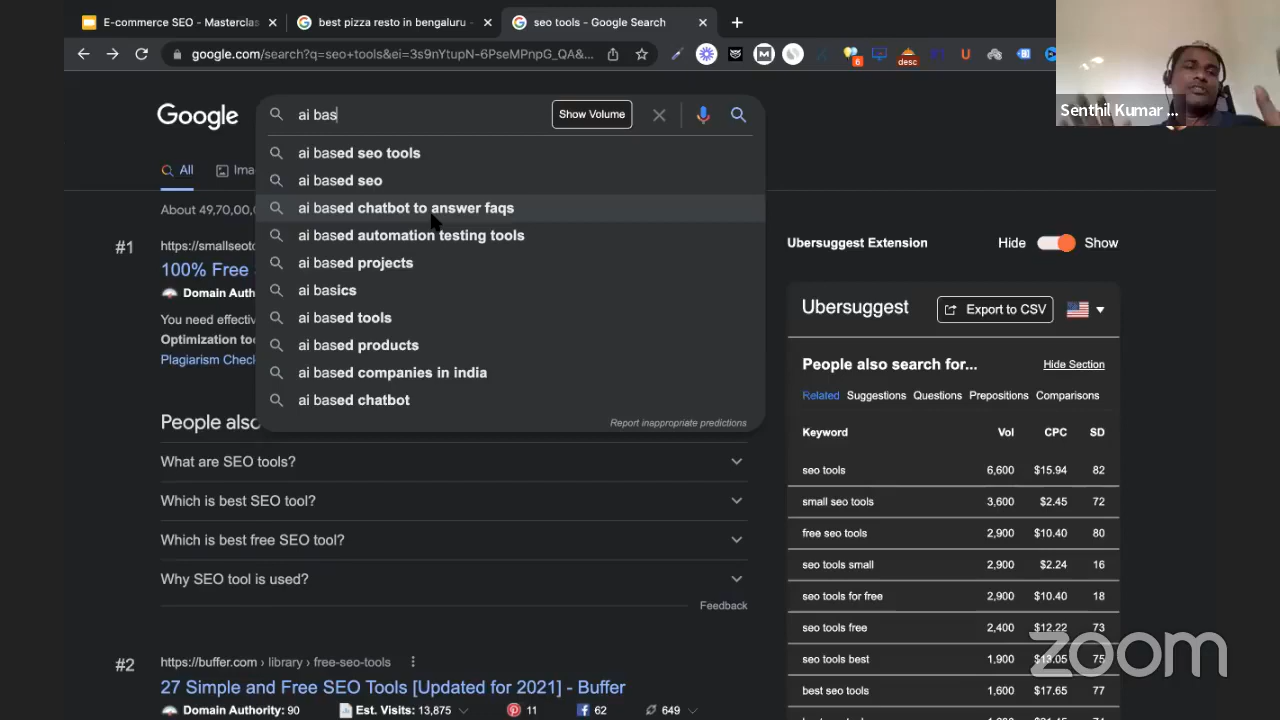 E-commerce SEO - Masterclas
best pizza resto in bengaluru -
seo tools - Google Search
google.com/search?q=seo+tools&ei=3s9nYtupN-6PseMPnpG_QA&...
6
desc
Senthil Kumar ...
Google
ai bas
Show Volume
ai based seo tools
ai based seo
ai based chatbot to answer faqs
ai based automation testing tools
ai based projects
ai basics
ai based tools
ai based products
ai based companies in india
ai based chatbot
Report inappropriate predictions
All
Ima
About 49,70,00,
#1
https://smallseoto
100% Free
Domain Auth
You need effectiv
Optimization too
Plagiarism Check
People also
What are SEO tools?
Which is best SEO tool?
Which is best free SEO tool?
Why SEO tool is used?
Feedback
#2
https://buffer.com › library › free-seo-tools
27 Simple and Free SEO Tools [Updated for 2021] - Buffer
Domain Authority: 90
Est. Visits: 13,875
11
62
649
Ubersuggest Extension
Hide
Show
Ubersuggest
Export to CSV
People also search for...
Hide Section
Related Suggestions Questions Prepositions Comparisons
Keyword Vol CPC SD
seo tools 6,600 $15.94 82
small seo tools 3,600 $2.45 72
free seo tools 2,900 $10.40 80
seo tools small 2,900 $2.24 16
seo tools for free 2,900 $10.40 18
seo tools free 2,400 $12.22 73
seo tools best 1,900 $13.05 75
best seo tools 1,600 $17.65 77
zoom